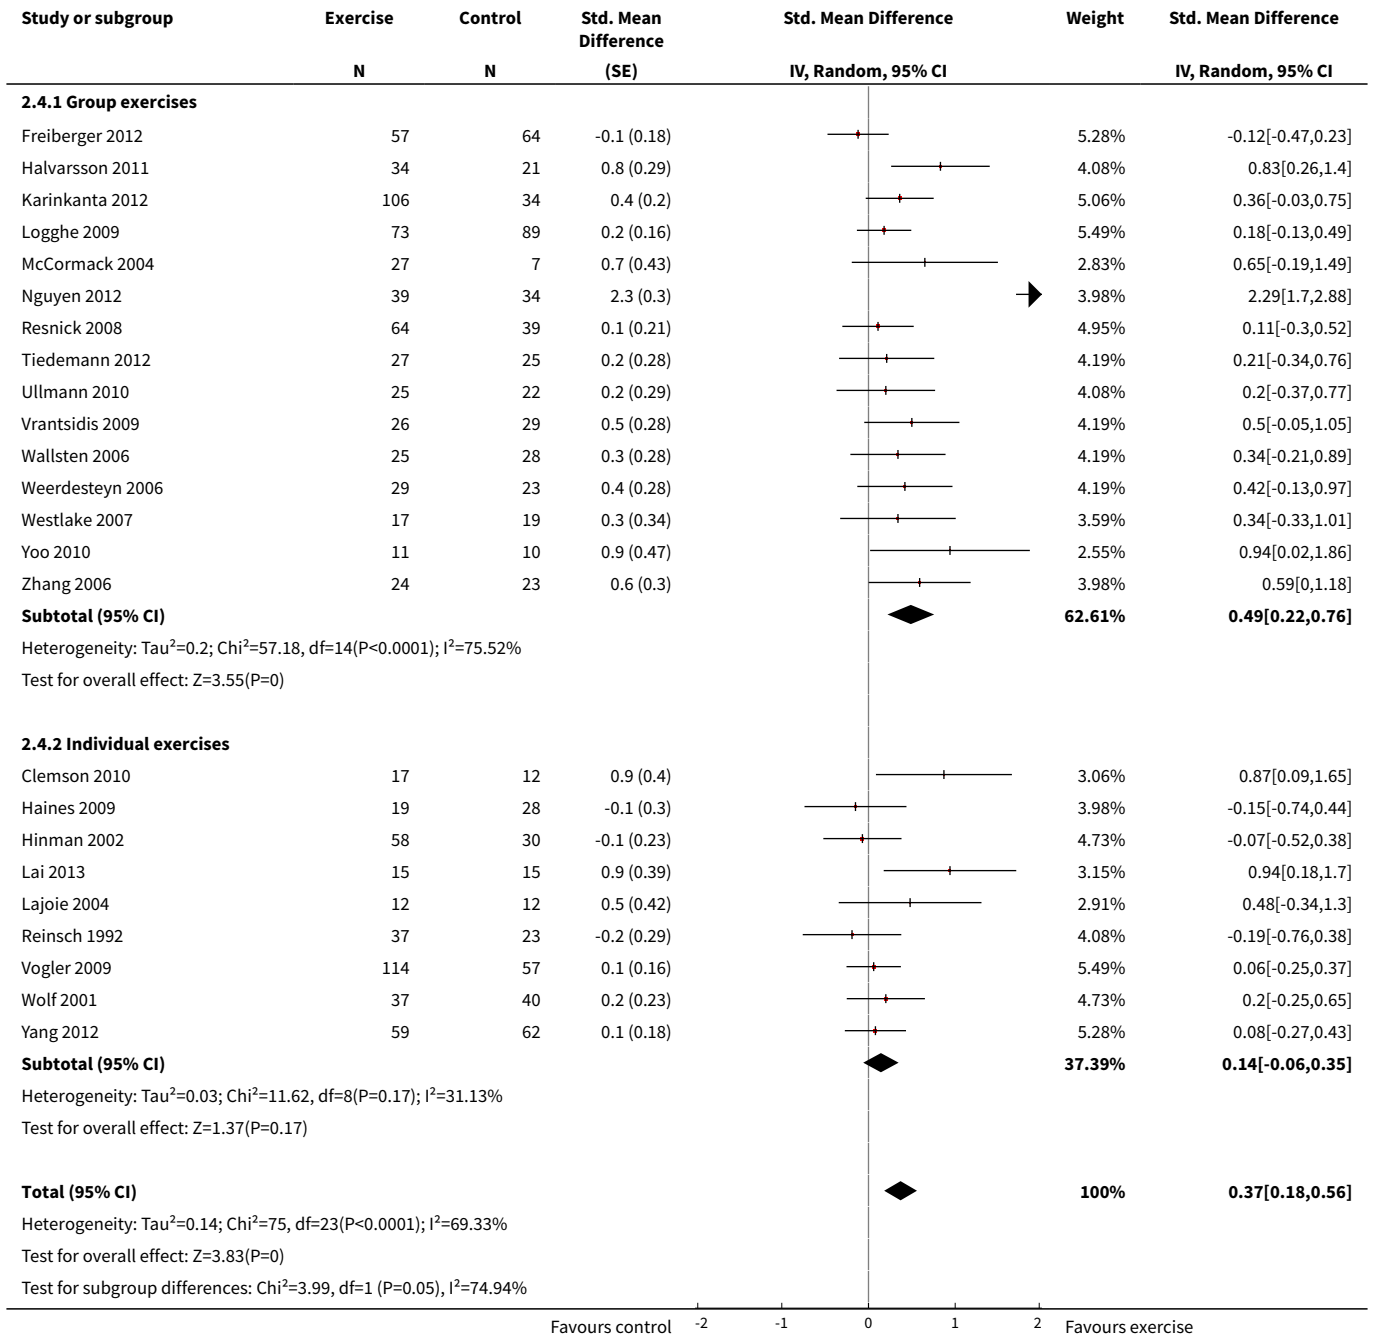 Study or subgroup Exercise Control Std. Mean Std. Mean Difference Weight Std. Mean Difference
Difference
N N (SE) IV, Random, 95% CI IV, Random, 95% CI
2.4.1 Group exercises
Freiberger 2012 57 64 -0.1 (0.18) 5.28% -0.12[-0.47,0.23]
Halvarsson 2011 34 21 0.8 (0.29) 4.08% 0.83[0.26,1.4]
Karinkanta 2012 106 34 0.4 (0.2) 5.06% 0.36[-0.03,0.75]
Logghe 2009 73 89 0.2 (0.16) 5.49% 0.18[-0.13,0.49]
McCormack 2004 27 7 0.7 (0.43) 2.83% 0.65[-0.19,1.49]
Nguyen 2012 39 34 2.3 (0.3) 3.98% 2.29[1.7,2.88]
Resnick 2008 64 39 0.1 (0.21) 4.95% 0.11[-0.3,0.52]
Tiedemann 2012 27 25 0.2 (0.28) 4.19% 0.21[-0.34,0.76]
Ullmann 2010 25 22 0.2 (0.29) 4.08% 0.2[-0.37,0.77]
Vrantsidis 2009 26 29 0.5 (0.28) 4.19% 0.5[-0.05,1.05]
Wallsten 2006 25 28 0.3 (0.28) 4.19% 0.34[-0.21,0.89]
Weerdesteyn 2006 29 23 0.4 (0.28) 4.19% 0.42[-0.13,0.97]
Westlake 2007 17 19 0.3 (0.34) 3.59% 0.34[-0.33,1.01]
Yoo 2010 11 10 0.9 (0.47) 2.55% 0.94[0.02,1.86]
Zhang 2006 24 23 0.6 (0.3) 3.98% 0.59[0,1.18]
Subtotal (95% CI) 62.61% 0.49[0.22,0.76]
Heterogeneity: Tau²=0.2; Chi²=57.18, df=14(P<0.0001); I²=75.52%
Test for overall effect: Z=3.55(P=0)
2.4.2 Individual exercises
Clemson 2010 17 12 0.9 (0.4) 3.06% 0.87[0.09,1.65]
Haines 2009 19 28 -0.1 (0.3) 3.98% -0.15[-0.74,0.44]
Hinman 2002 58 30 -0.1 (0.23) 4.73% -0.07[-0.52,0.38]
Lai 2013 15 15 0.9 (0.39) 3.15% 0.94[0.18,1.7]
Lajoie 2004 12 12 0.5 (0.42) 2.91% 0.48[-0.34,1.3]
Reinsch 1992 37 23 -0.2 (0.29) 4.08% -0.19[-0.76,0.38]
Vogler 2009 114 57 0.1 (0.16) 5.49% 0.06[-0.25,0.37]
Wolf 2001 37 40 0.2 (0.23) 4.73% 0.2[-0.25,0.65]
Yang 2012 59 62 0.1 (0.18) 5.28% 0.08[-0.27,0.43]
Subtotal (95% CI) 37.39% 0.14[-0.06,0.35]
Heterogeneity: Tau²=0.03; Chi²=11.62, df=8(P=0.17); I²=31.13%
Test for overall effect: Z=1.37(P=0.17)
Total (95% CI) 100% 0.37[0.18,0.56]
Heterogeneity: Tau²=0.14; Chi²=75, df=23(P<0.0001); I²=69.33%
Test for overall effect: Z=3.83(P=0)
Test for subgroup differences: Chi²=3.99, df=1 (P=0.05), I²=74.94%
Favours control -2 -1 0 1 2 Favours exercise